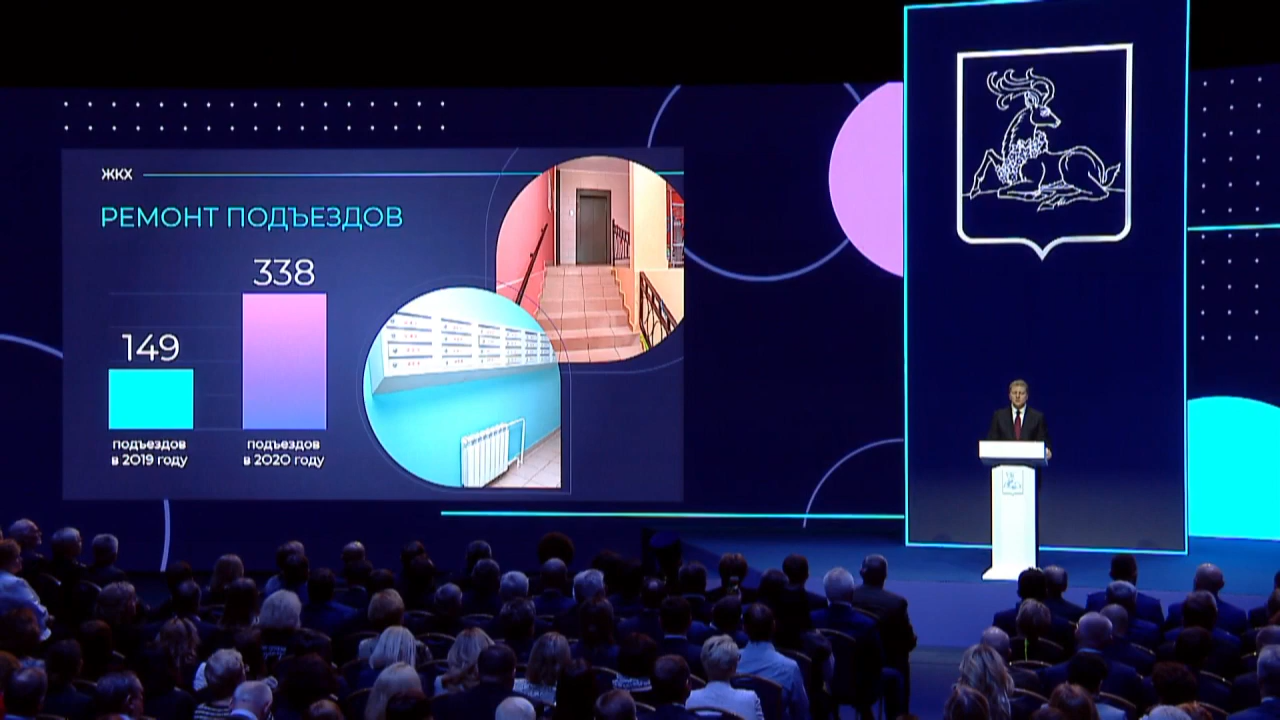 ЖКХ
РЕМОНТ ПОДЪЕЗДОВ
338
149
подъездов
в 2019 году
подъездов
в 2020 году